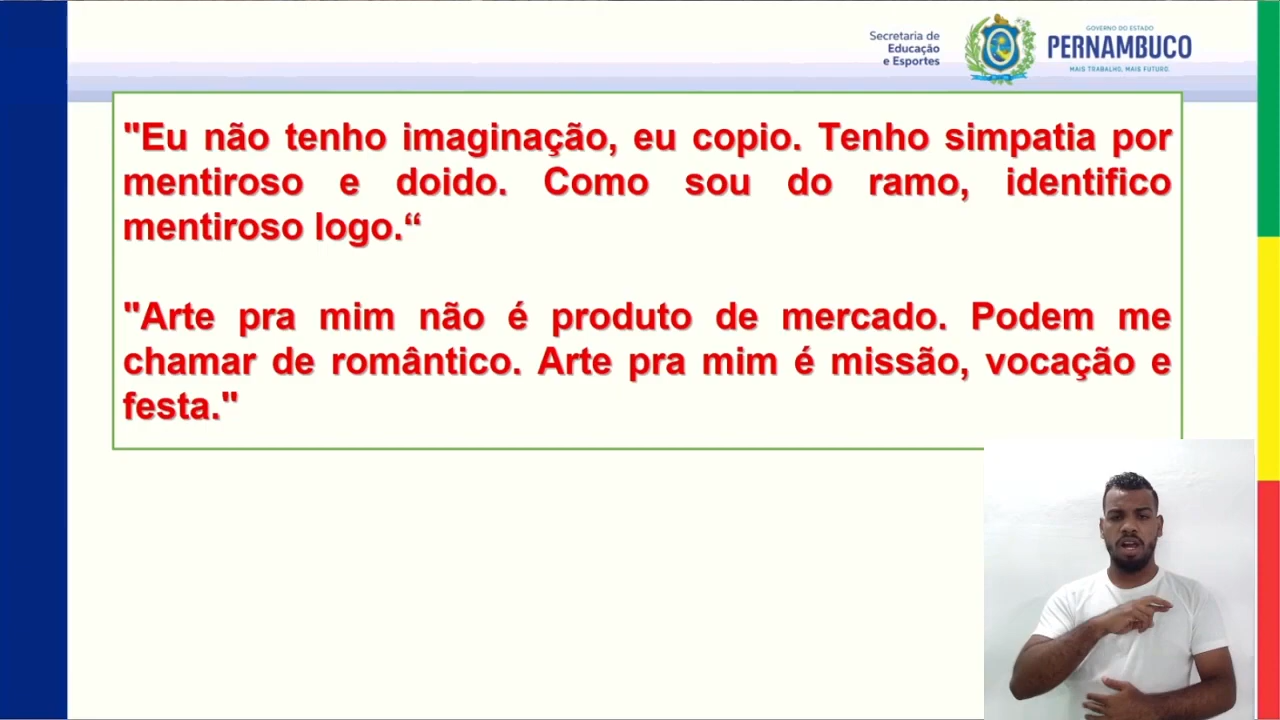 Secretaria de
Educação
e Esportes
GOVERNO DO ESTADO
PERNAMBUCO
MAIS TRABALHO, MAIS FUTURO.
"Eu não tenho imaginação, eu copio. Tenho simpatia por
mentiroso e doido. Como sou do ramo, identifico
mentiroso logo.“
"Arte pra mim não é produto de mercado. Podem me
chamar de romântico. Arte pra mim é missão, vocação e
festa."